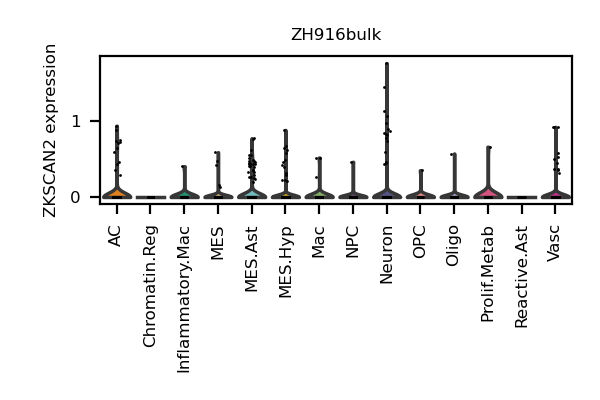 ZH916bulk
ZKSCAN2 expression
1
0
AC
Chromatin.Reg
Inflammatory.Mac
MES
MES.Ast
MES.Hyp
Mac
NPC
Neuron
OPC
Oligo
Prolif.Metab
Reactive.Ast
Vasc